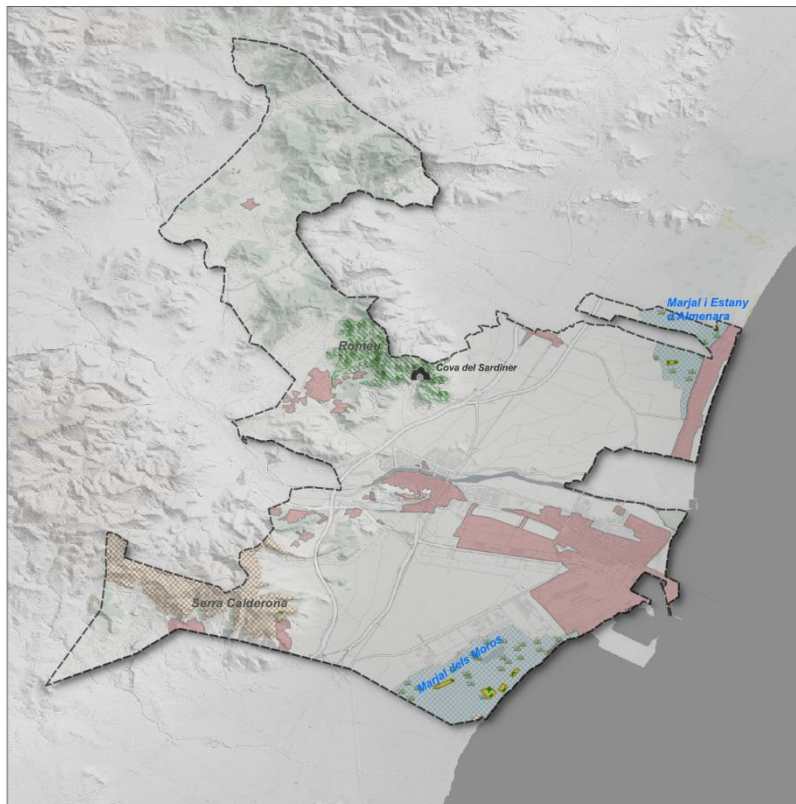 Marjal i Estany
d'Almenara
Romeu
Cova del Sardiner
Serra Calderona
Marjal dels Moros